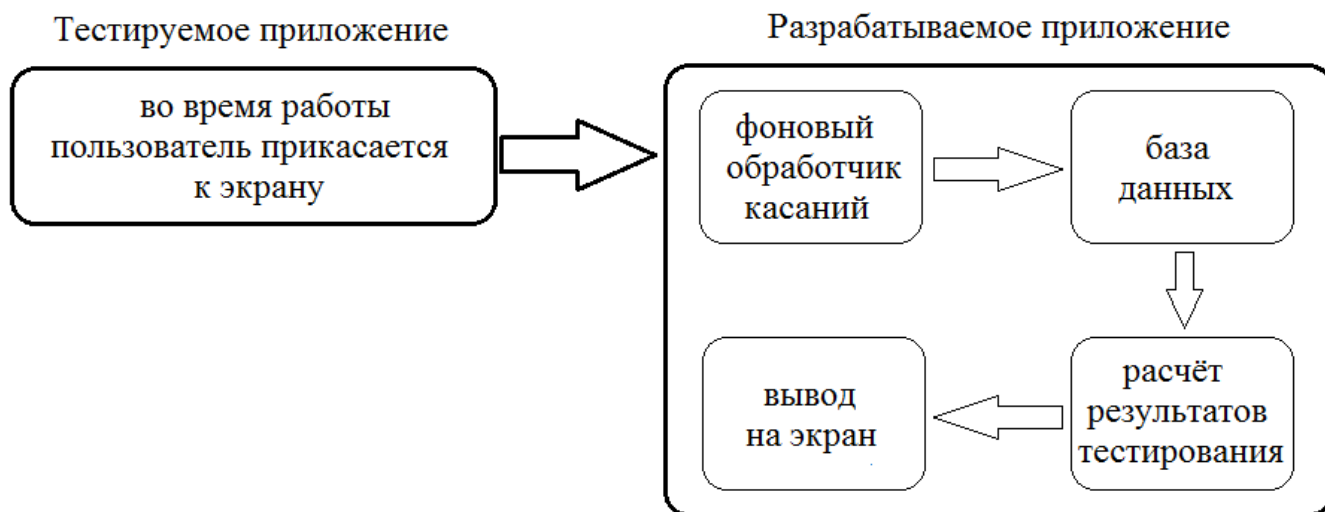 Тестируемое приложение
во время работы
пользователь прикасается
к экрану
Разрабатываемое приложение
фоновый
обработчик
касаний
база
данных
расчёт
результатов
тестирования
вывод
на экран